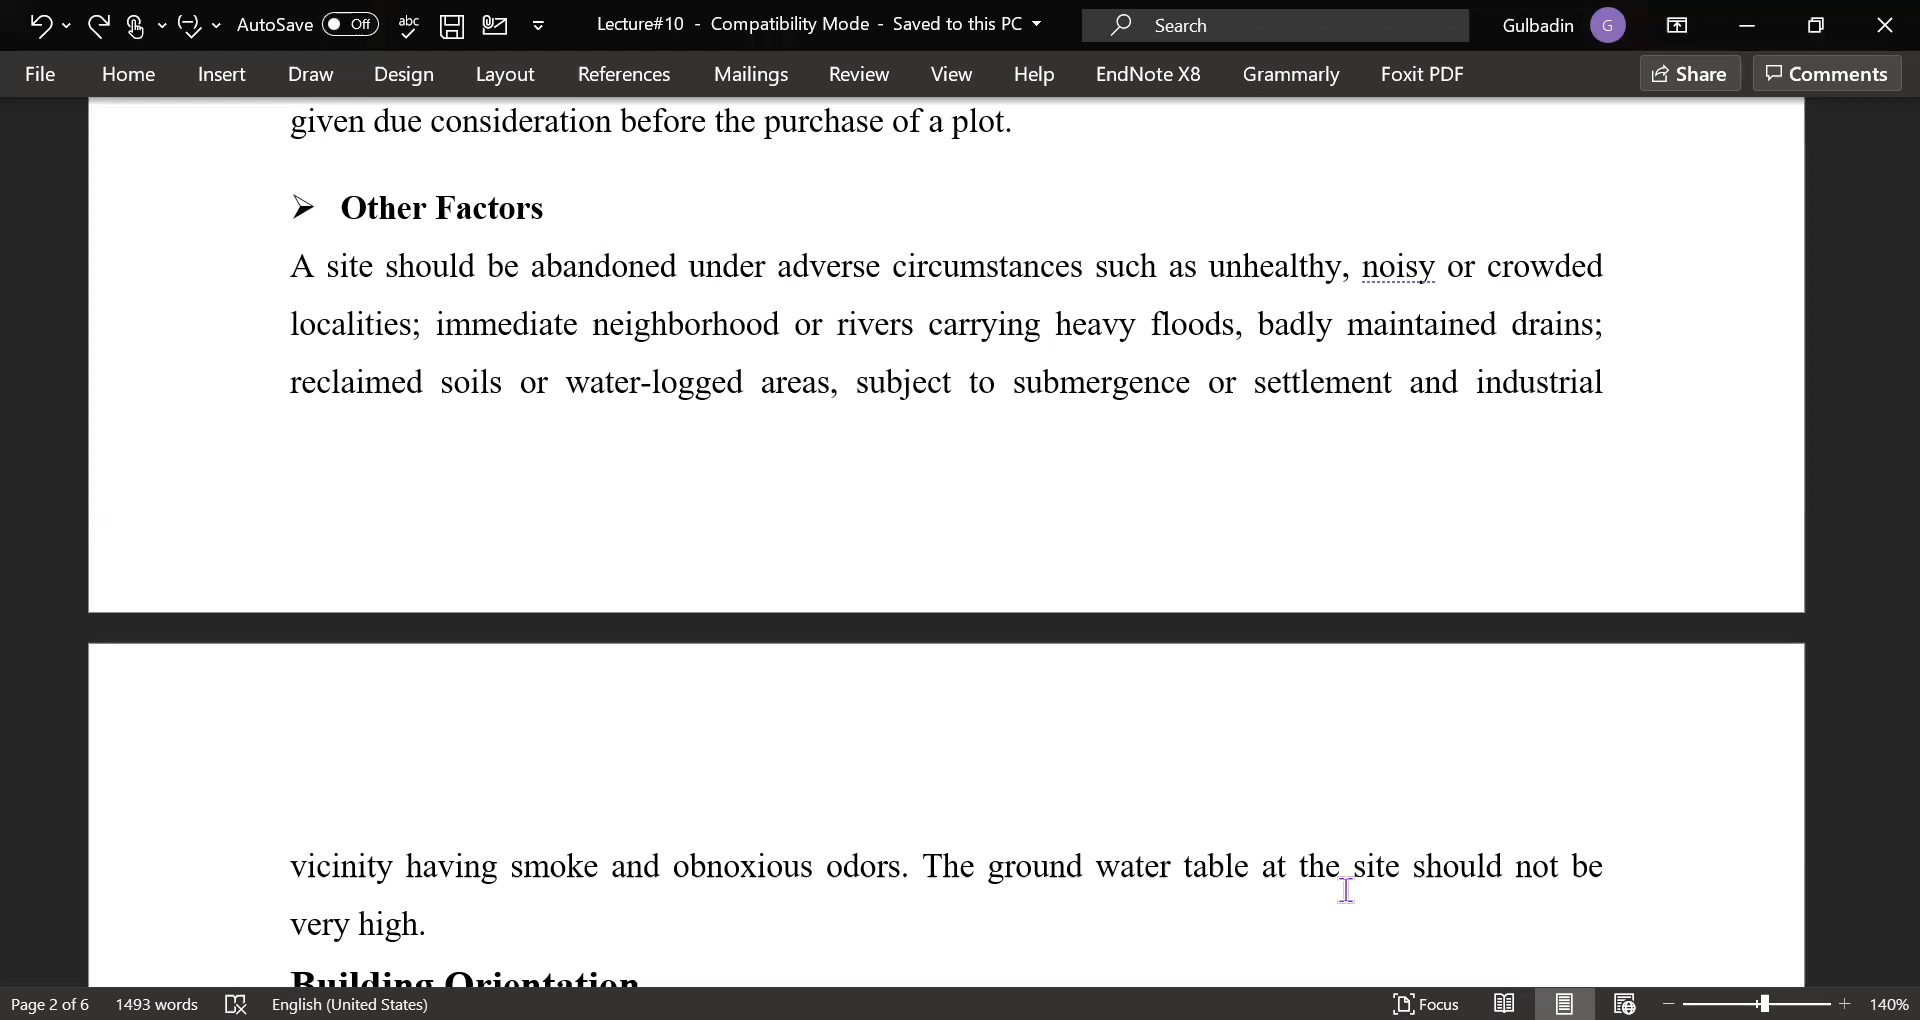 abc
AutoSave Off Lecture#10 - Compatibility Mode - Saved to this PC Search Gulbadin G
File Home Insert Draw Design Layout References Mailings Review View Help EndNote X8 Grammarly Foxit PDF Share Comments
given due consideration before the purchase of a plot.
➢ Other Factors
A site should be abandoned under adverse circumstances such as unhealthy, noisy or crowded
localities; immediate neighborhood or rivers carrying heavy floods, badly maintained drains;
reclaimed soils or water-logged areas, subject to submergence or settlement and industrial
vicinity having smoke and obnoxious odors. The ground water table at the site should not be
very high.
Building Orientation
Page 2 of 6 1493 words English (United States) Focus 140%